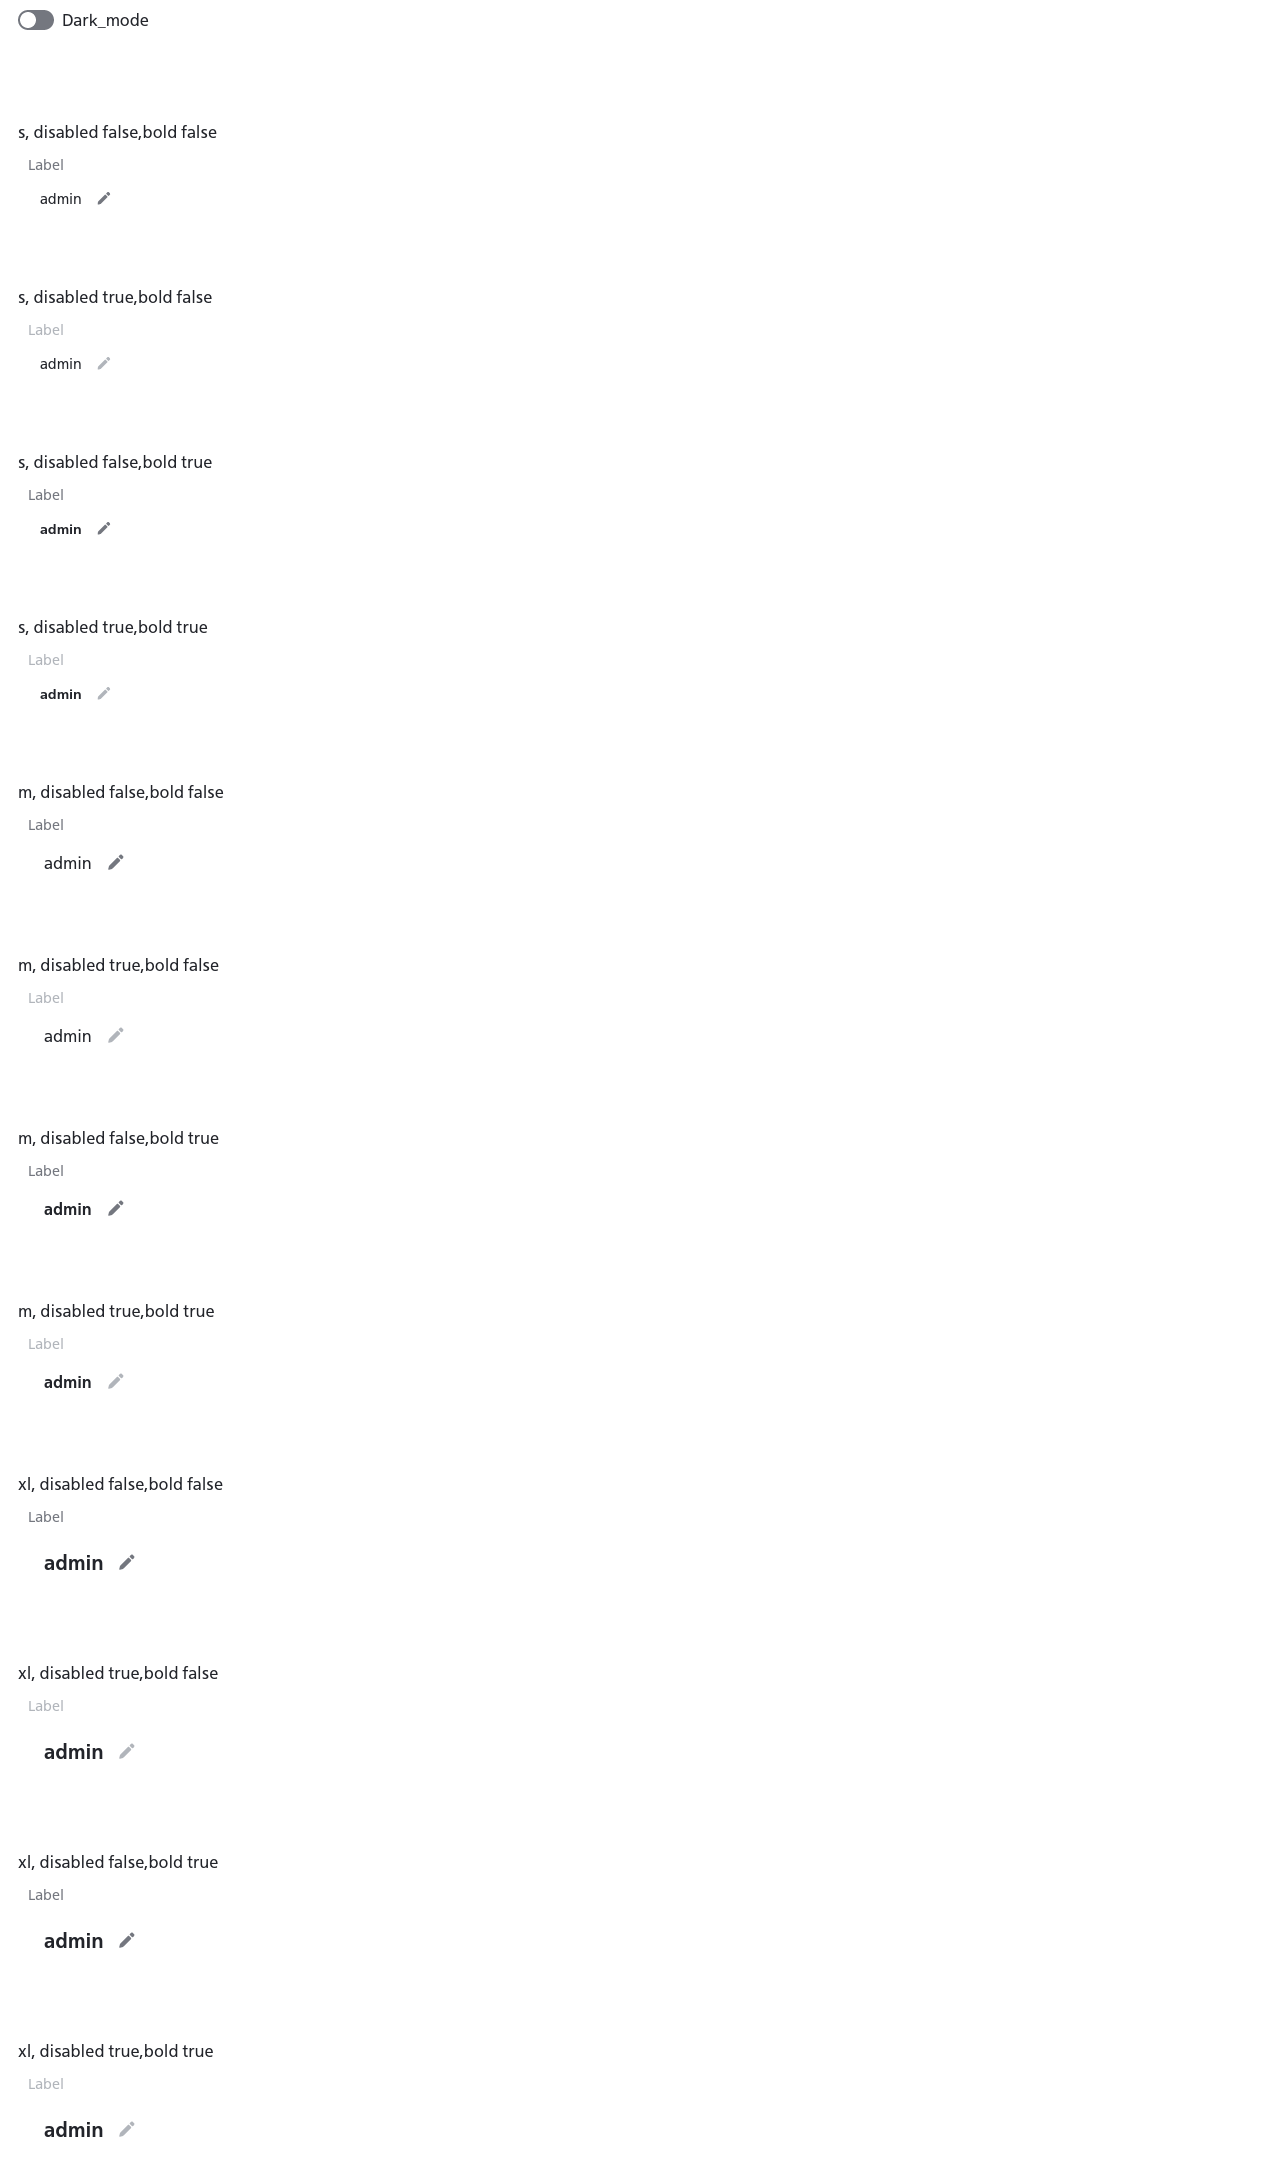 Dark_mode
s, disabled false,bold false
Label
admin
s, disabled true,bold false
Label
admin
s, disabled false,bold true
Label
admin
s, disabled true,bold true
Label
admin
m, disabled false,bold false
Label
admin
m, disabled true,bold false
Label
admin
m, disabled false,bold true
Label
admin
m, disabled true,bold true
Label
admin
xl, disabled false,bold false
Label
admin
xl, disabled true,bold false
Label
admin
xl, disabled false,bold true
Label
admin
xl, disabled true,bold true
Label
admin